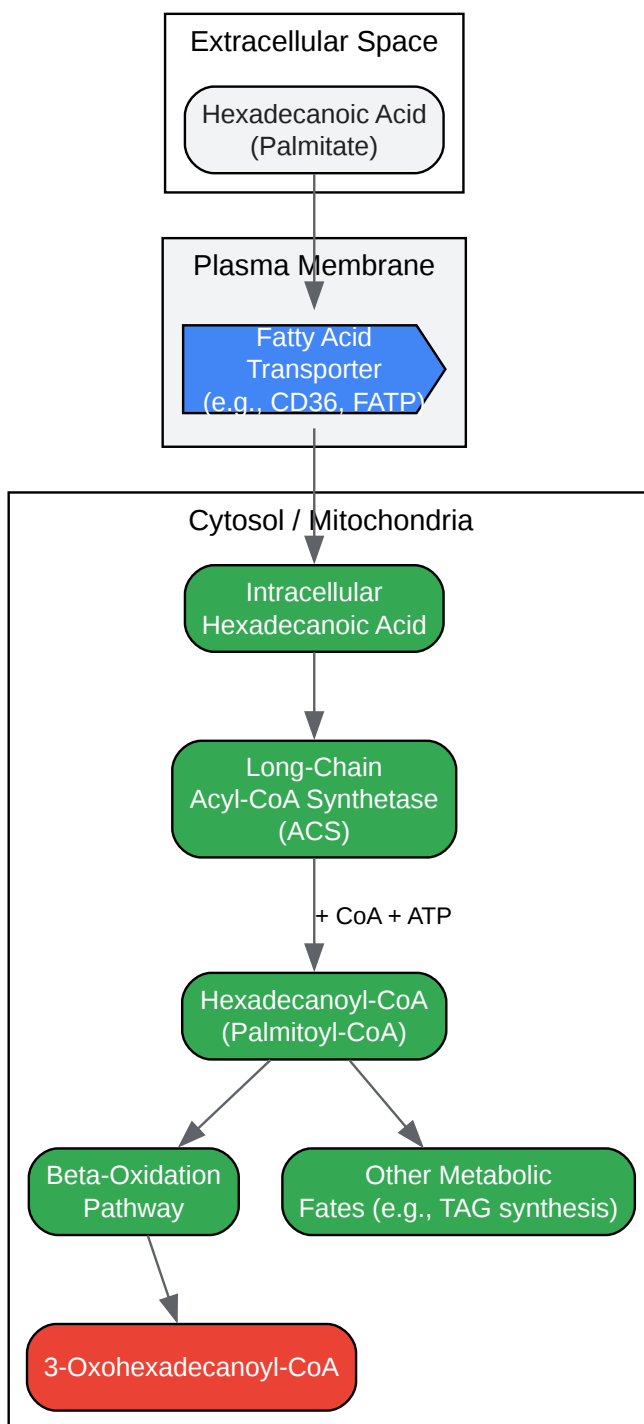 Extracellular Space
Hexadecanoic Acid
(Palmitate)
Plasma Membrane
Fatty Acid
Transporter
(e.g., CD36, FATP)
Cytosol / Mitochondria
Intracellular
Hexadecanoic Acid
Long-Chain
Acyl-CoA Synthetase
(ACS)
+ CoA + ATP
Hexadecanoyl-CoA
(Palmitoyl-CoA)
Beta-Oxidation
Pathway
Other Metabolic
Fates (e.g., TAG synthesis)
3-Oxohexadecanoyl-CoA